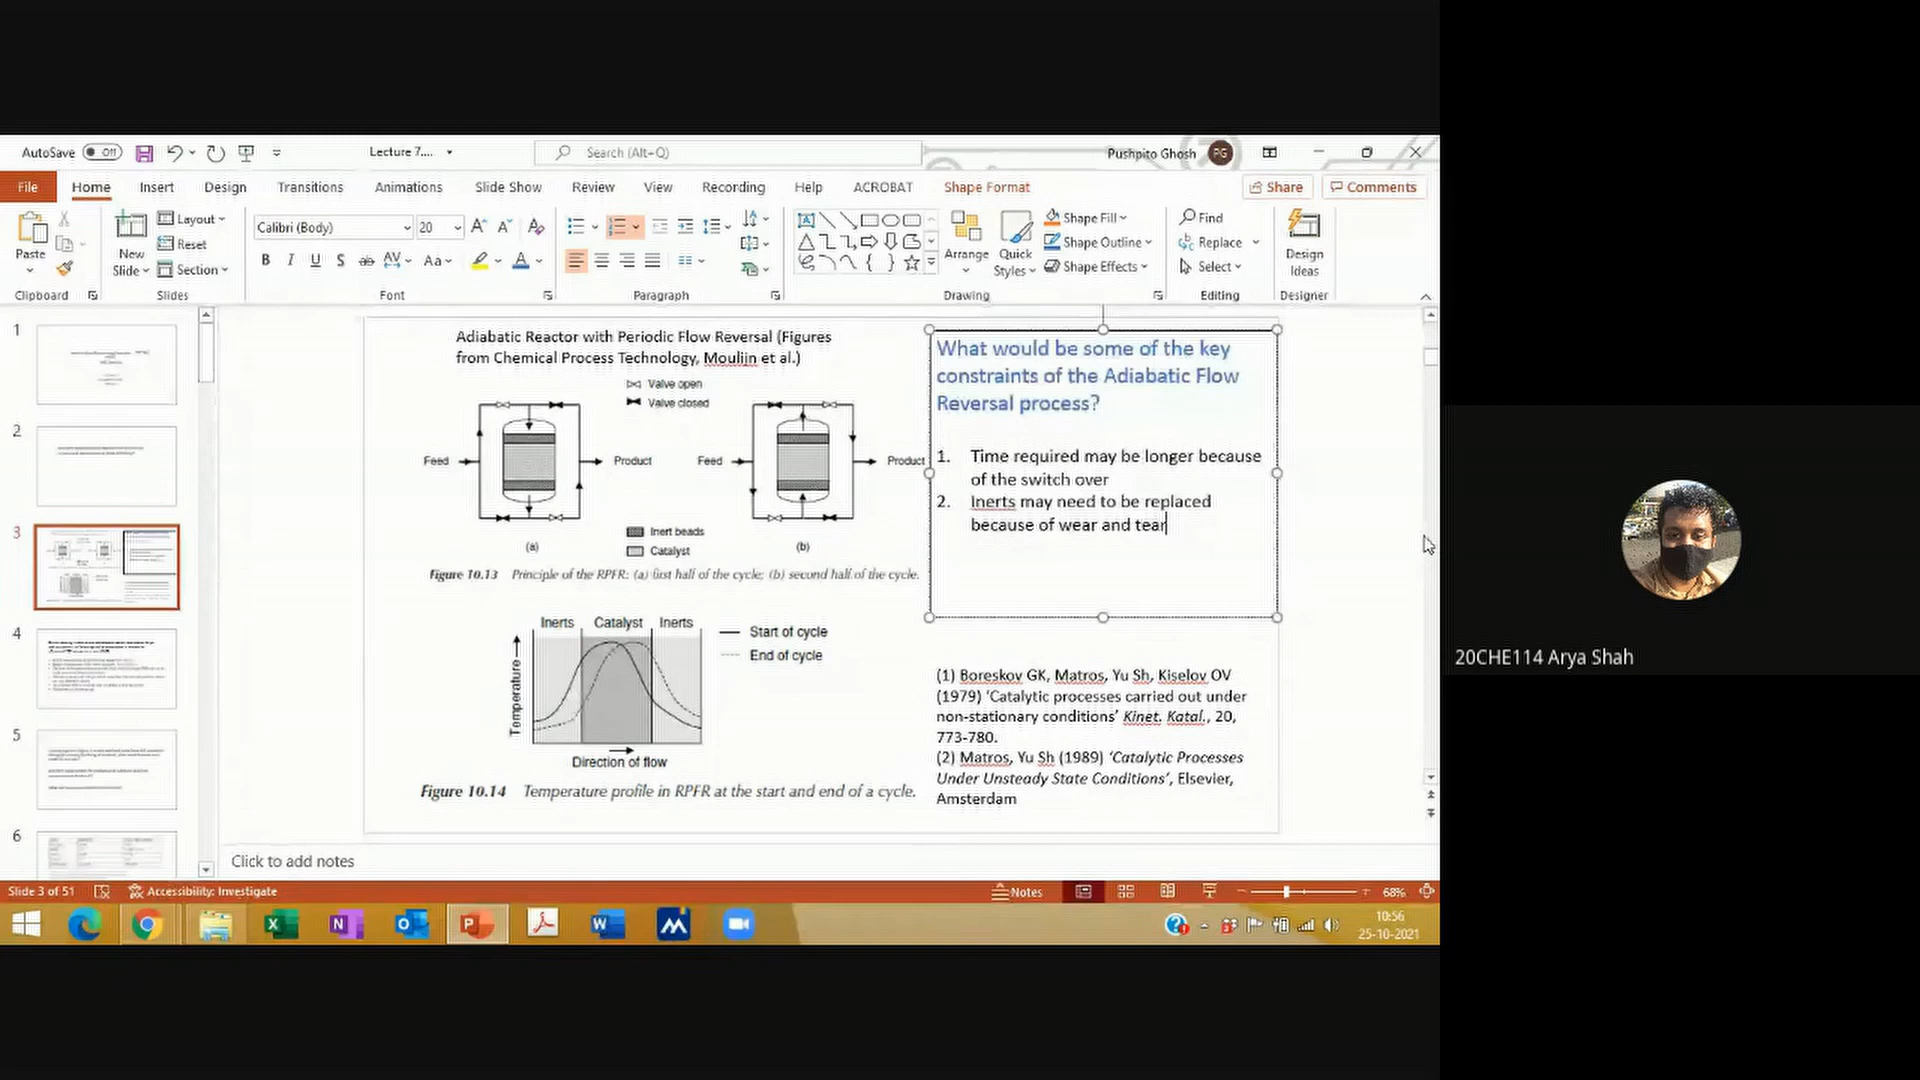 AutoSave Off Lecture 7.... Search (Alt+Q) Pushpito Ghosh PG
File Home Insert Design Transitions Animations Slide Show Review View Recording Help ACROBAT Shape Format Share Comments
Paste
New
Slide
Layout
Reset
Section
Calibri (Body) 20
Arrange
Quick
Styles
Shape Fill
Shape Outline
Shape Effects
Find
Replace
Select
Design
Ideas
Clipboard Slides Font Paragraph Drawing Editing Designer
1
2
3
4
5
6
Adiabatic Reactor with Periodic Flow Reversal (Figures
from Chemical Process Technology, Moulijn et al.)
Valve open
Valve closed
Feed Product Feed Product
Inert beads
Catalyst
(a) (b)
Figure 10.13 Principle of the RPFR: (a) first half of the cycle; (b) second half of the cycle.
Inerts Catalyst Inerts
Start of cycle
End of cycle
Temperature
Direction of flow
Figure 10.14 Temperature profile in RPFR at the start and end of a cycle.
What would be some of the key
constraints of the Adiabatic Flow
Reversal process?
1. Time required may be longer because
of the switch over
2. Inerts may need to be replaced
because of wear and tear
(1) Boreskov GK, Matros, Yu Sh, Kiselov OV
(1979) ‘Catalytic processes carried out under
non-stationary conditions’ Kinet. Katal., 20,
773-780.
(2) Matros, Yu Sh (1989) ‘Catalytic Processes
Under Unsteady State Conditions’, Elsevier,
Amsterdam
Click to add notes
Slide 3 of 51 Accessibility: Investigate Notes 68%
10:56
25-10-2021
20CHE114 Arya Shah